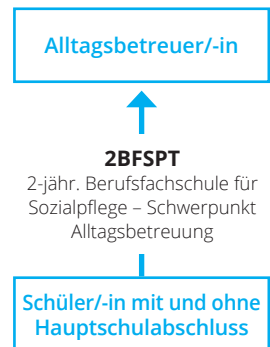 Alltagsbetreuer/-in
2BFSPT
2-jähr. Berufsfachschule für
Sozialpflege – Schwerpunkt
Alltagsbetreuung
Schüler/-in mit und ohne
Hauptschulabschluss